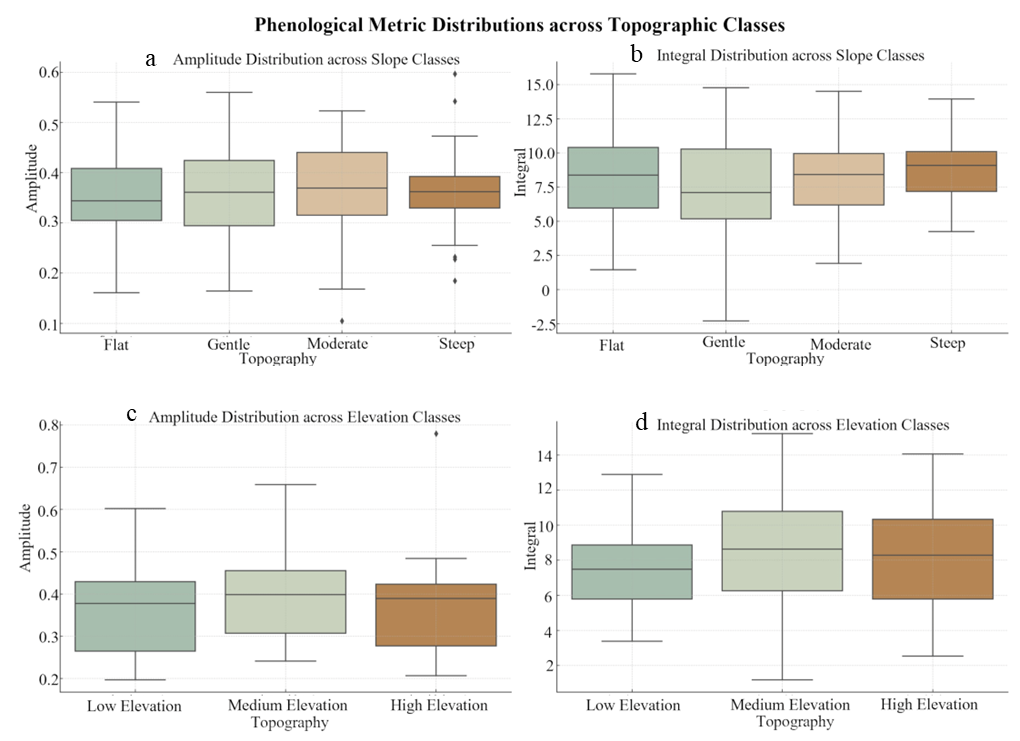 Phenological Metric Distributions across Topographic Classes
a Amplitude Distribution across Slope Classes
0.6
0.5
0.4
0.3
0.2
0.1
Amplitude
Flat Gentle Moderate Steep
Topography
b Integral Distribution across Slope Classes
15.0
12.5
10.0
7.5
5.0
2.5
0
-2.5
Integral
Flat Gentle Moderate Steep
Topography
c Amplitude Distribution across Elevation Classes
0.8
0.7
0.6
0.5
0.4
0.3
0.2
Amplitude
Low Elevation Medium Elevation High Elevation
Topography
d Integral Distribution across Elevation Classes
14
12
10
8
6
4
2
Integral
Low Elevation Medium Elevation High Elevation
Topography